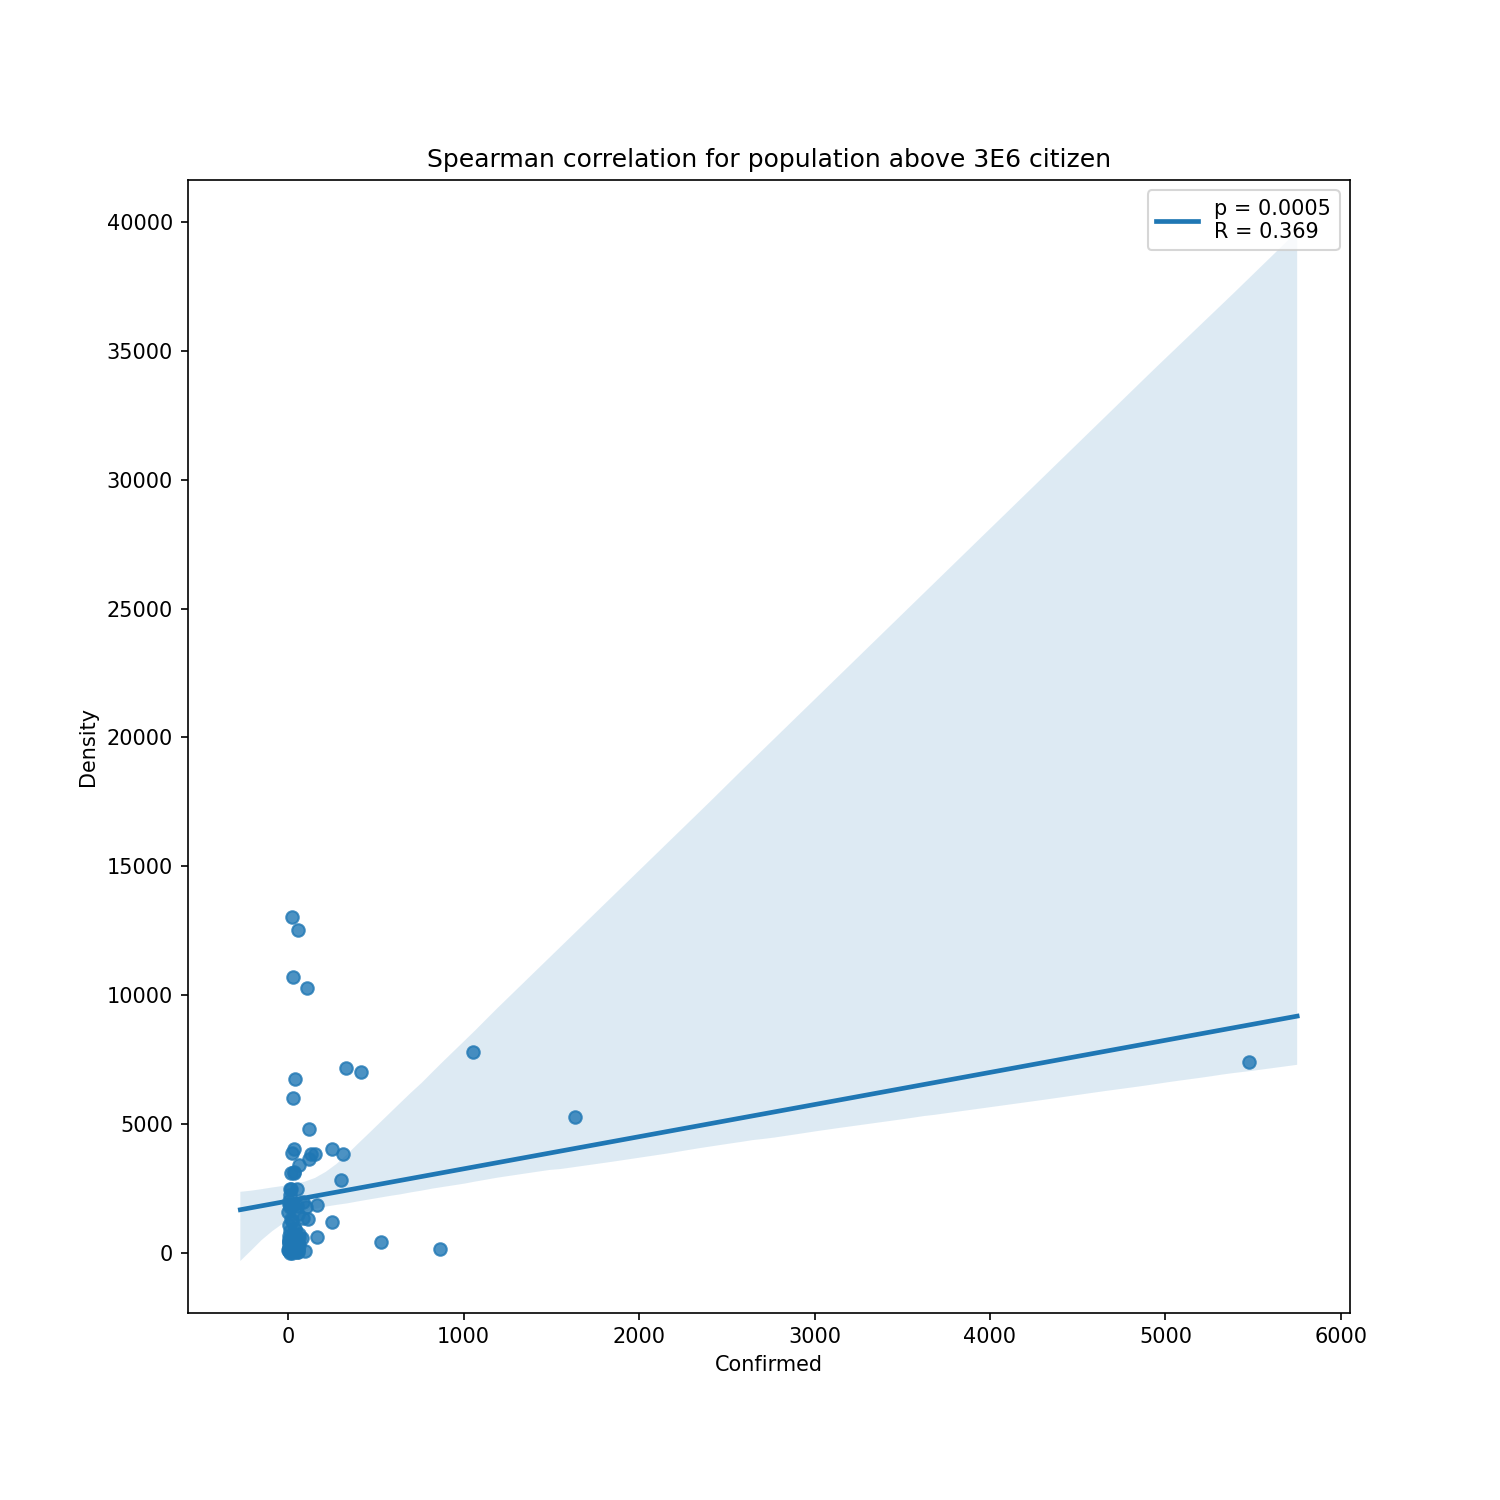 Spearman correlation for population above 3E6 citizen
p = 0.0005
R = 0.369
40000
35000
30000
25000
20000
15000
10000
5000
0
Density
0 1000 2000 3000 4000 5000 6000
Confirmed